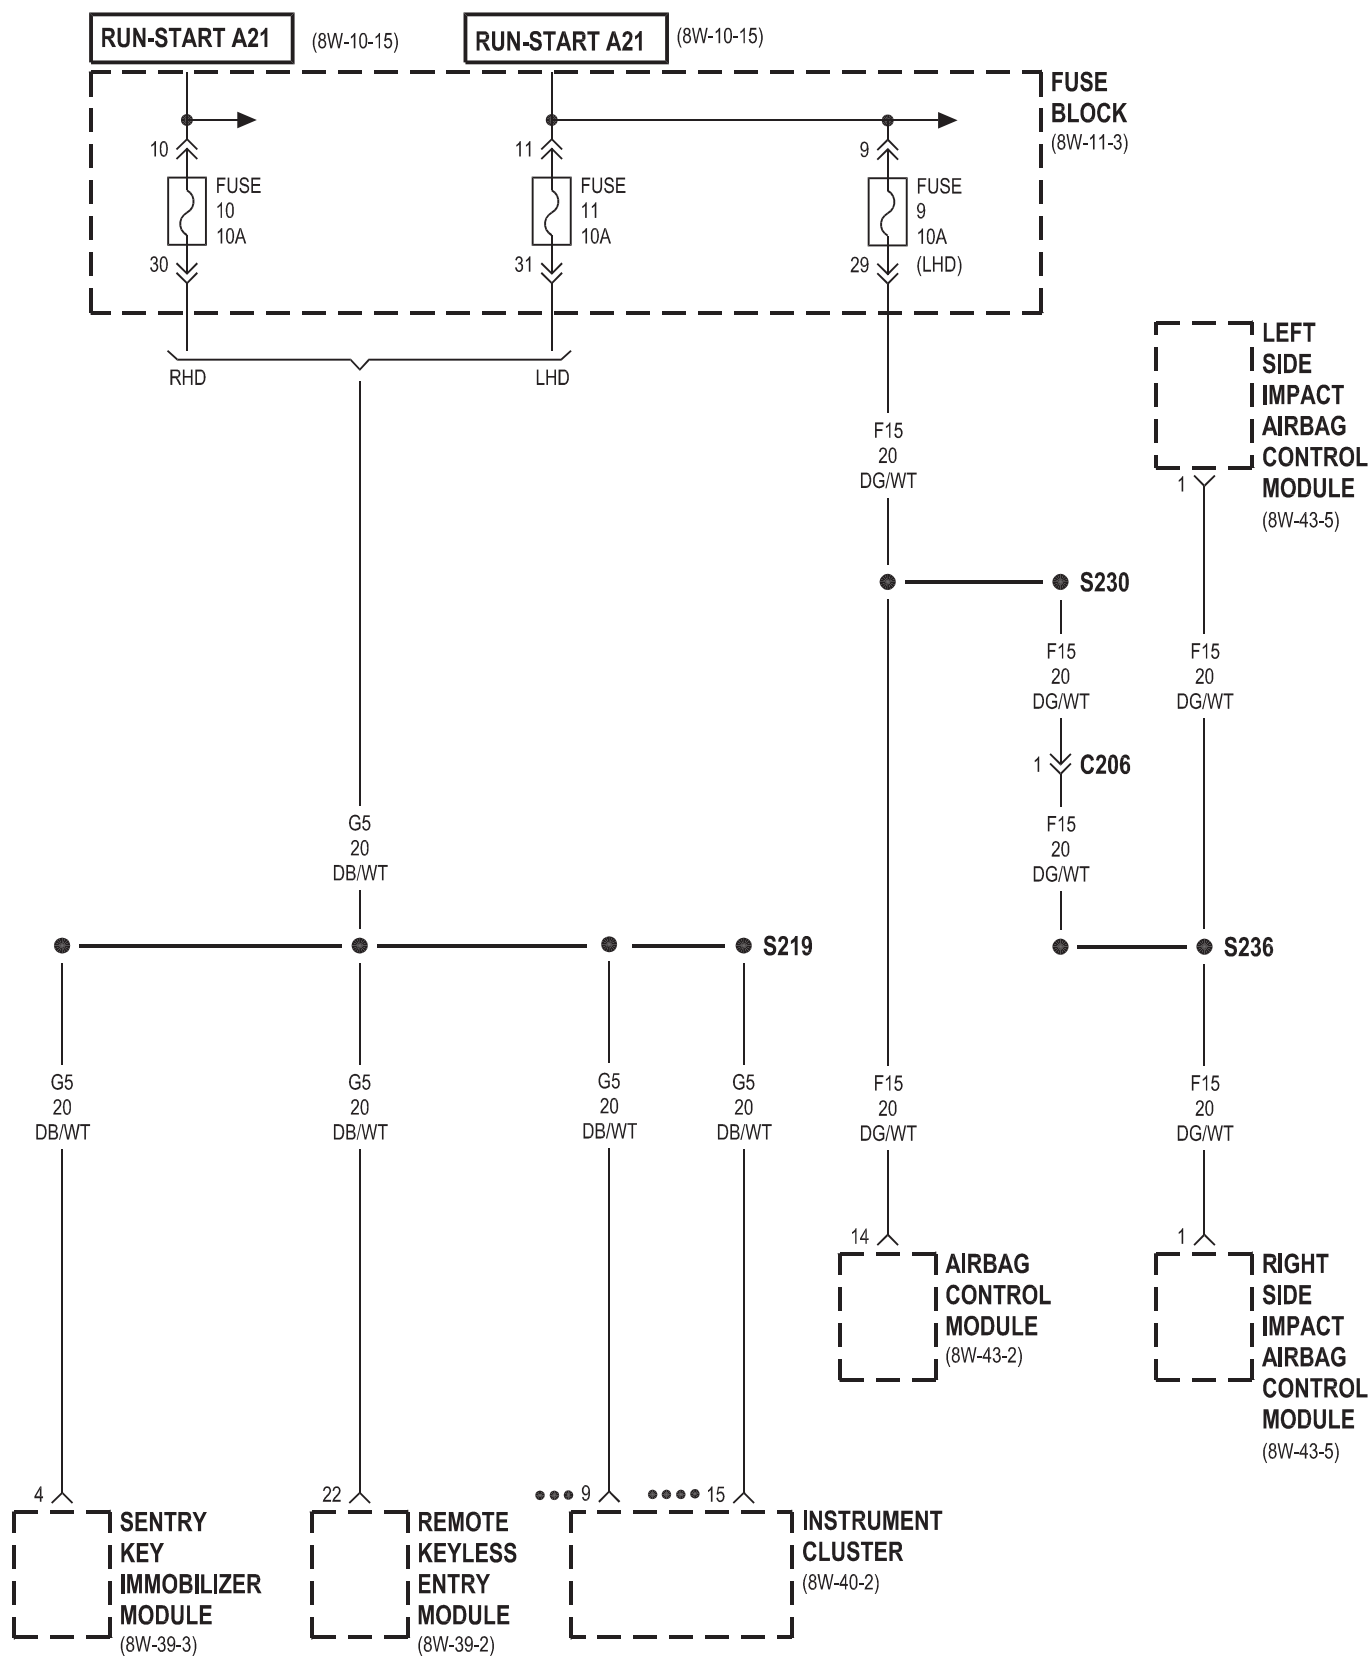 RUN-START A21
(8W-10-15)
RUN-START A21
(8W-10-15)
FUSE
BLOCK
(8W-11-3)
10
11
9
FUSE
10
10A
FUSE
11
10A
FUSE
9
10A
(LHD)
30
31
29
RHD
LHD
LEFT
SIDE
IMPACT
AIRBAG
CONTROL
MODULE
(8W-43-5)
1
F15
20
DG/WT
S230
F15
20
DG/WT
F15
20
DG/WT
1
C206
F15
20
DG/WT
G5
20
DB/WT
S219
S236
G5
20
DB/WT
G5
20
DB/WT
G5
20
DB/WT
G5
20
DB/WT
F15
20
DG/WT
F15
20
DG/WT
14
AIRBAG
CONTROL
MODULE
(8W-43-2)
1
RIGHT
SIDE
IMPACT
AIRBAG
CONTROL
MODULE
(8W-43-5)
4
SENTRY
KEY
IMMOBILIZER
MODULE
(8W-39-3)
22
REMOTE
KEYLESS
ENTRY
MODULE
(8W-39-2)
9
15
INSTRUMENT
CLUSTER
(8W-40-2)